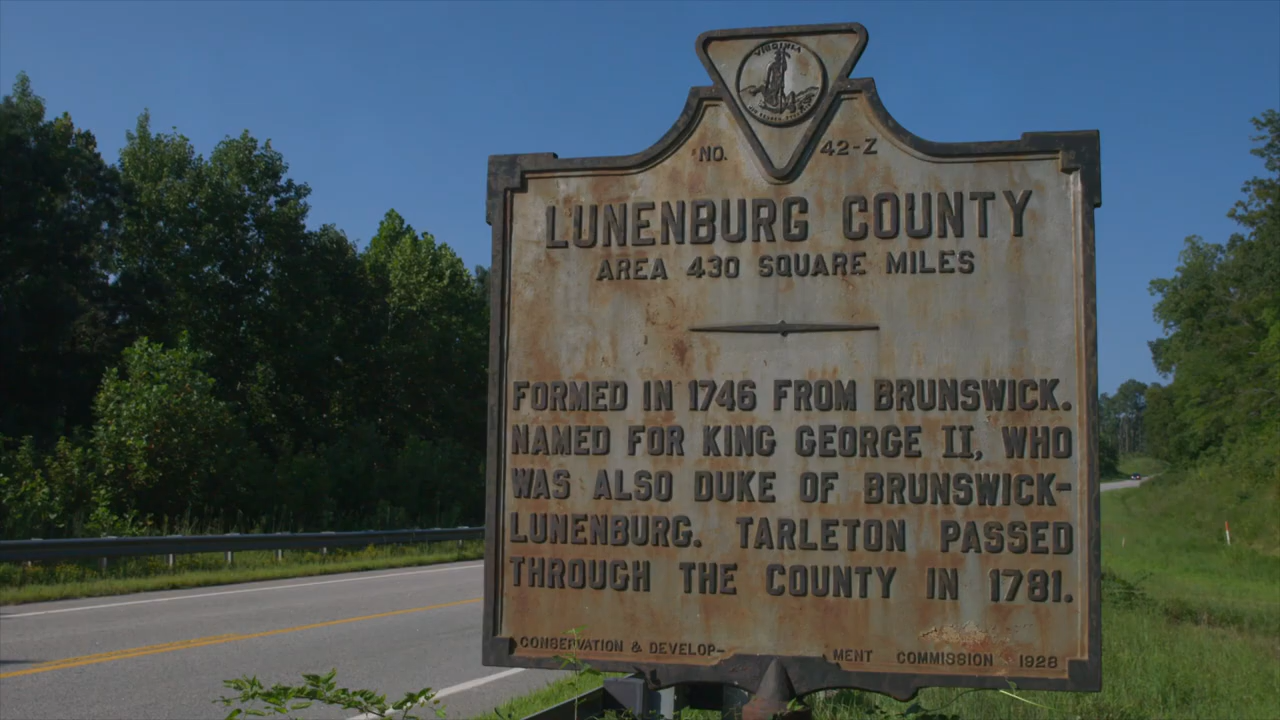 VIRGINIA
NO. 42-Z
LUNENBURG COUNTY
AREA 430 SQUARE MILES
FORMED IN 1746 FROM BRUNSWICK.
NAMED FOR KING GEORGE II, WHO
WAS ALSO DUKE OF BRUNSWICK-
LUNENBURG. TARLETON PASSED
THROUGH THE COUNTY IN 1781.
CONSERVATION & DEVELOP- MENT COMMISSION 1928